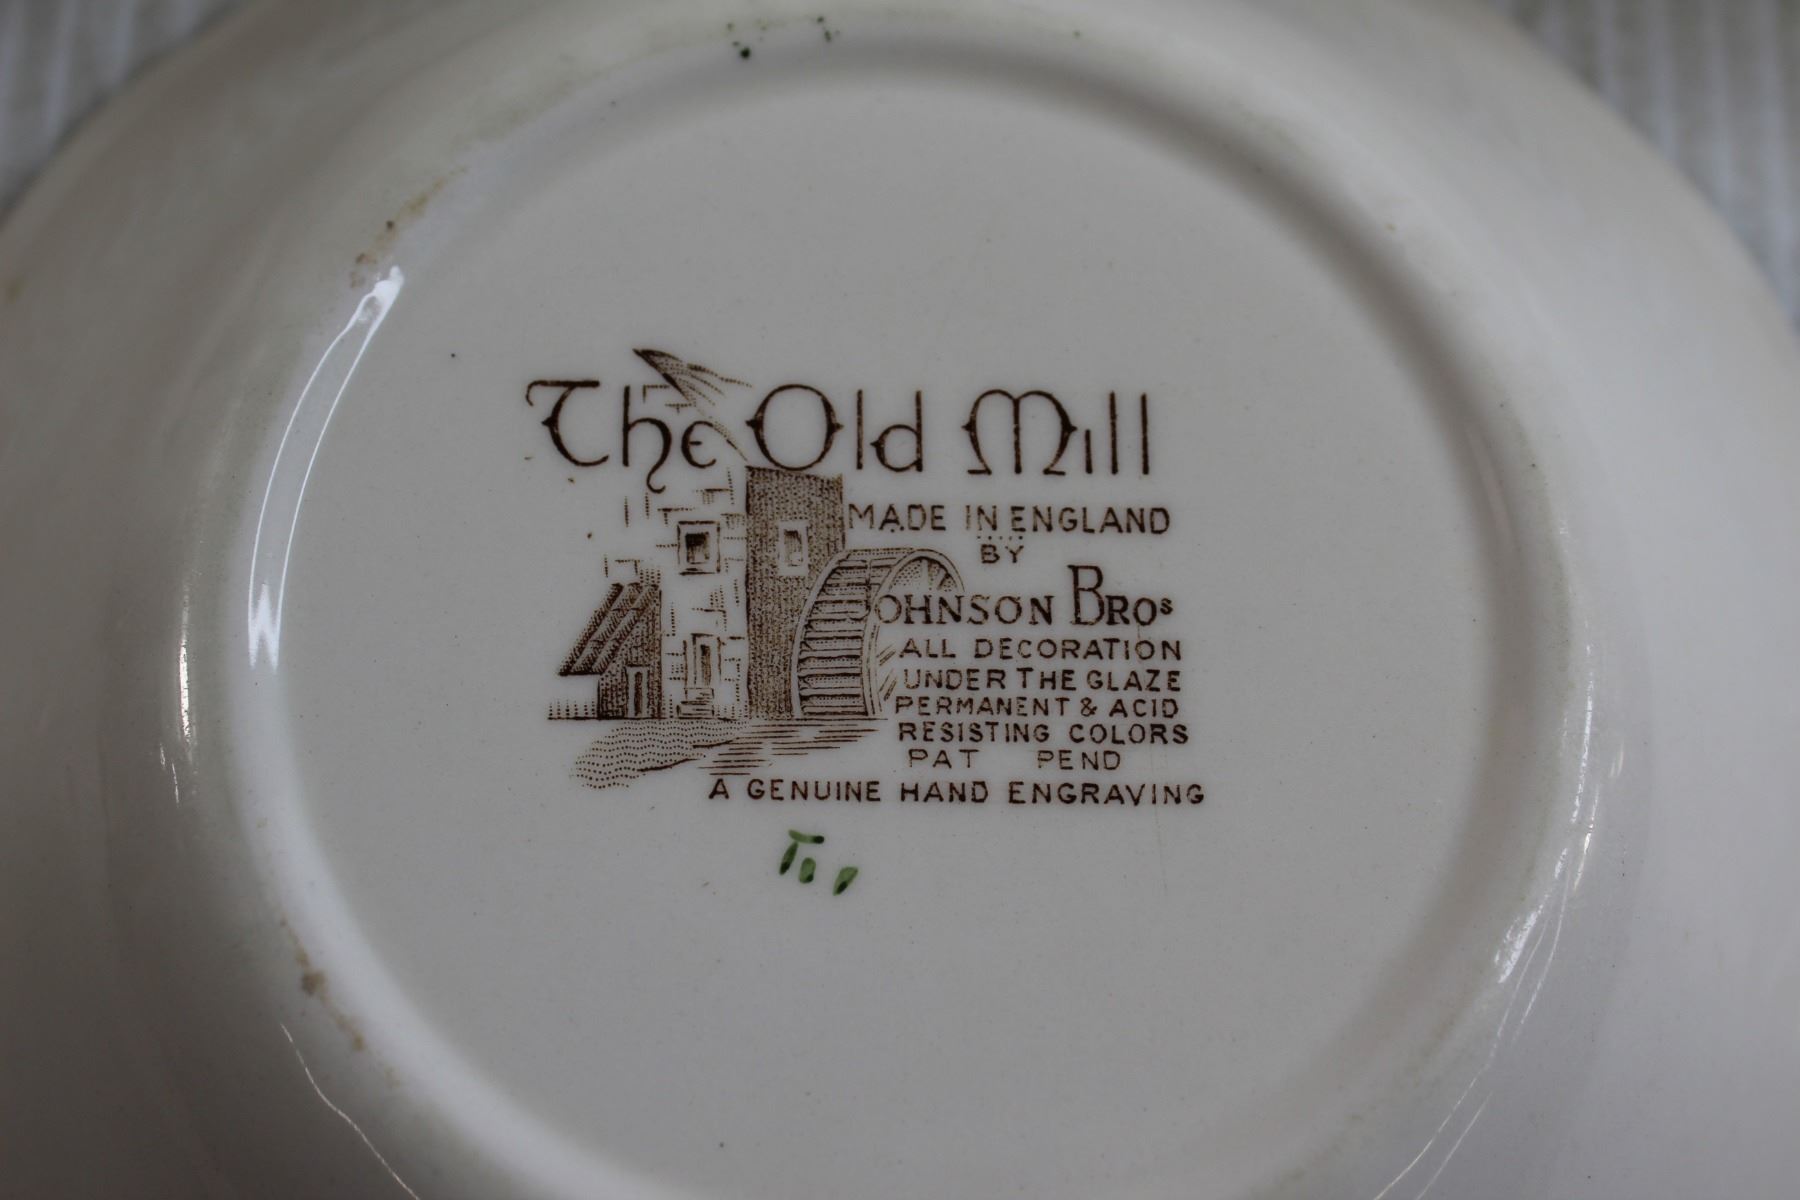 The Old Mill
MADE IN ENGLAND
BY
JOHNSON BROS
ALL DECORATION
UNDER THE GLAZE
PERMANENT & ACID
RESISTING COLORS
PAT PEND
A GENUINE HAND ENGRAVING